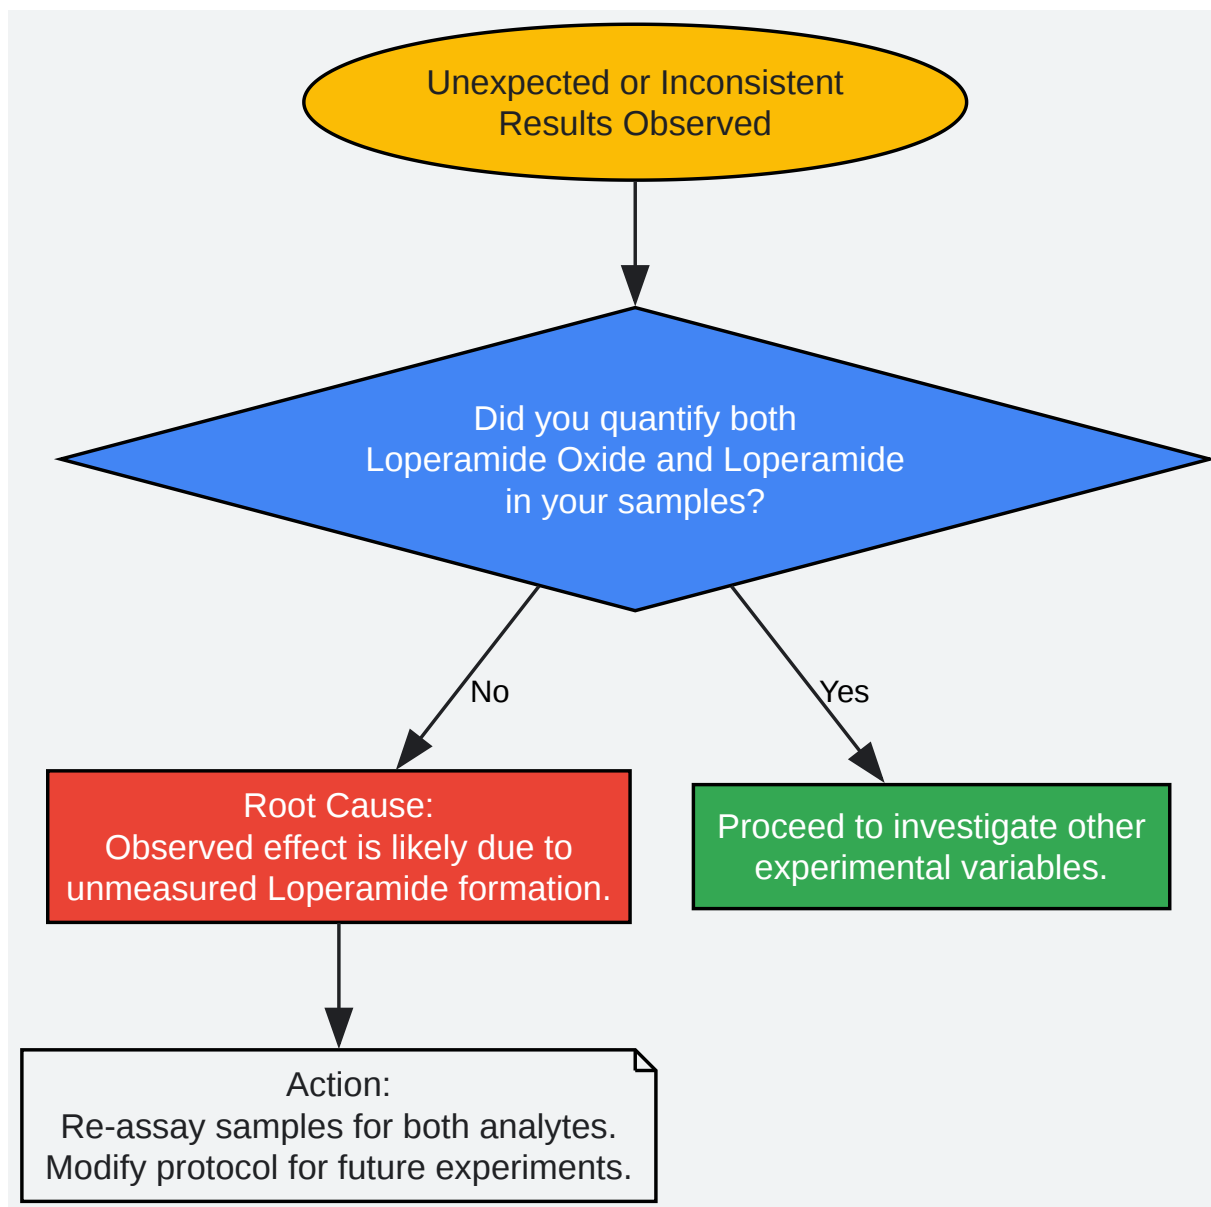 Unexpected or Inconsistent
Results Observed
Did you quantify both
Loperamide Oxide and Loperamide
in your samples?
No
Yes
Root Cause:
Observed effect is likely due to
unmeasured Loperamide formation.
Proceed to investigate other
experimental variables.
Action:
Re-assay samples for both analytes.
Modify protocol for future experiments.